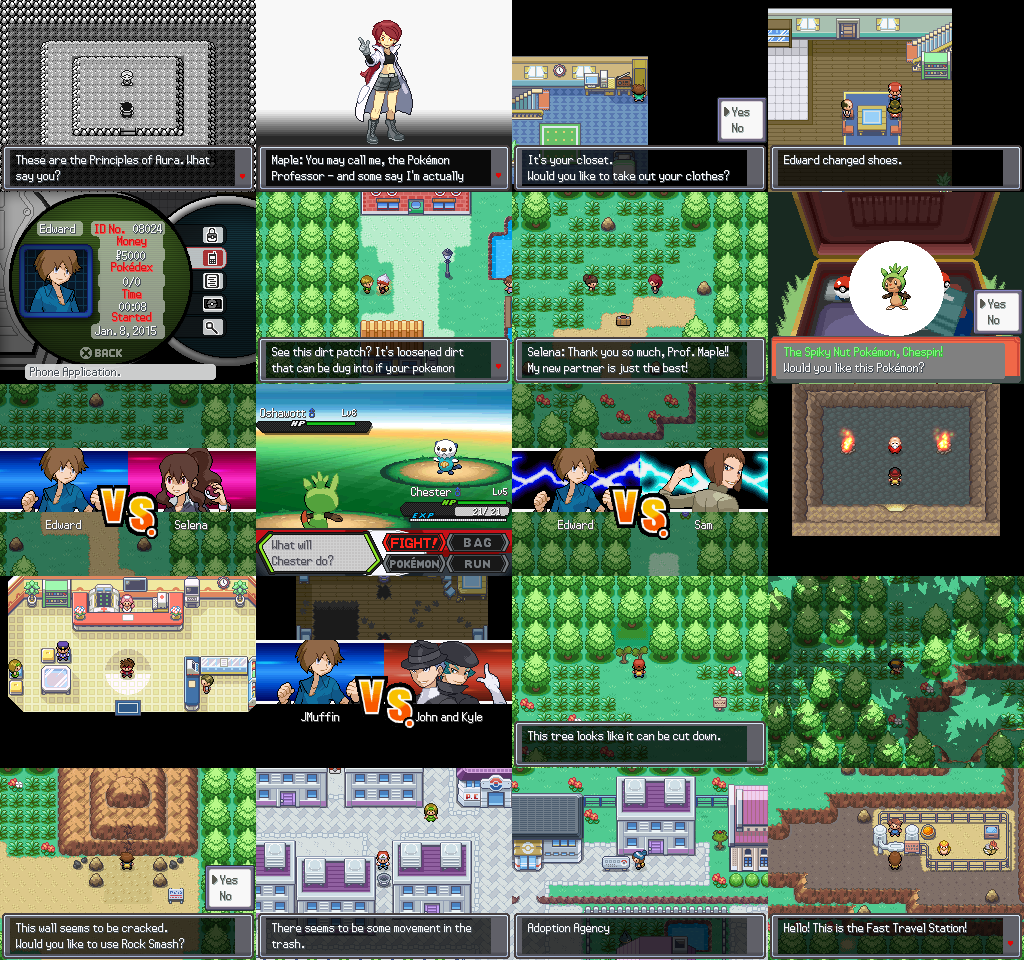 These are the Principles of Aura. What
say you?
Maple: You may call me, the Pokémon
Professor - and some say I'm actually
Yes
No
It's your closet.
Would you like to take out your clothes?
Edward changed shoes.
Edward
ID No. 08024
Money
₽5000
Pokédex
0/0
Time
00:08
Started
Jan. 8, 2015
BACK
Phone Application.
See this dirt patch? It's loosened dirt
that can be dug into if your pokemon
Selena: Thank you so much, Prof. Maple!!
My new partner is just the best!
Yes
No
The Spiky Nut Pokémon, Chespin!
Would you like this Pokémon?
VS.
Edward
Selena
Oshawott♂ Lv6
HP
Chester Lv5
HP
21/21
EXP
What will
Chester do?
FIGHT!
BAG
POKéMON
RUN
VS.
Edward
Sam
VS.
JMuffin
John and Kyle
This tree looks like it can be cut down.
Yes
No
This wall seems to be cracked.
Would you like to use Rock Smash?
P.C
There seems to be some movement in the
trash.
Adoption Agency
Hello! This is the Fast Travel Station!